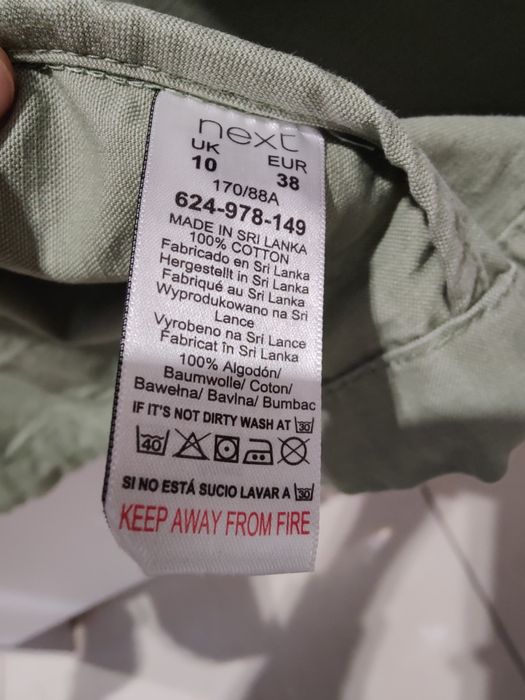 next
UK EUR
10 38
170/88A
624-978-149
MADE IN SRI LANKA
100% COTTON
Fabricado en Sri Lanka
Hergestellt in Sri Lanka
Fabriqué au Sri Lanka
Wyprodukowano na Sri
Lance
Vyrobeno na Srí Lance
Fabricat în Sri Lanka
100% Algodón/
Baumwolle/ Coton/
Bawełna/ Bavlna/ Bumbac
IF IT'S NOT DIRTY WASH AT 30
40
SI NO ESTÁ SUCIO LAVAR A 30
KEEP AWAY FROM FIRE